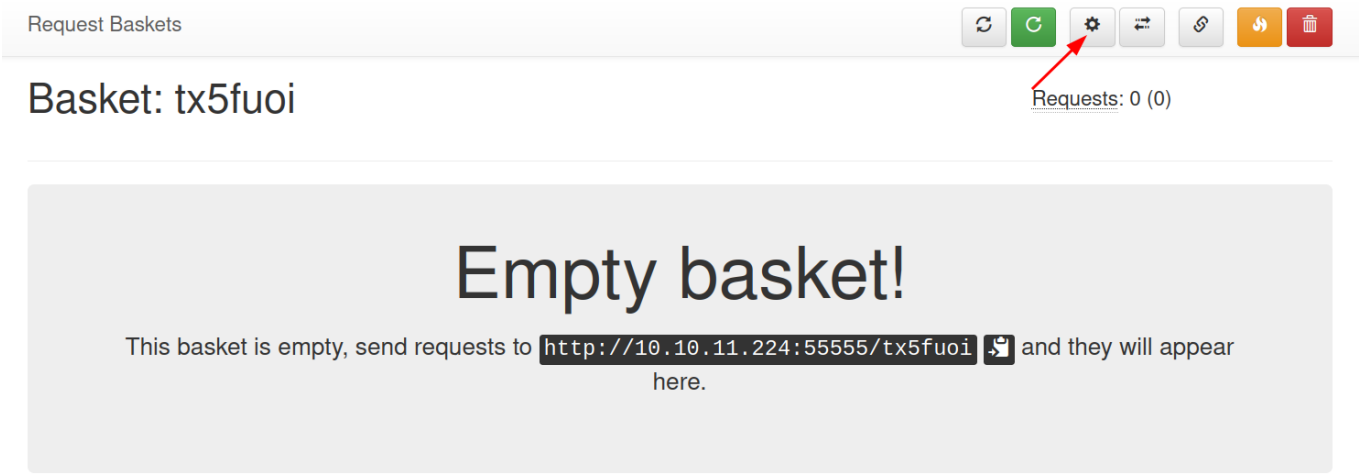 Request Baskets
Basket: tx5fuoi
Requests: 0 (0)
Empty basket!
This basket is empty, send requests to http://10.10.11.224:55555/tx5fuoi and they will appear
here.